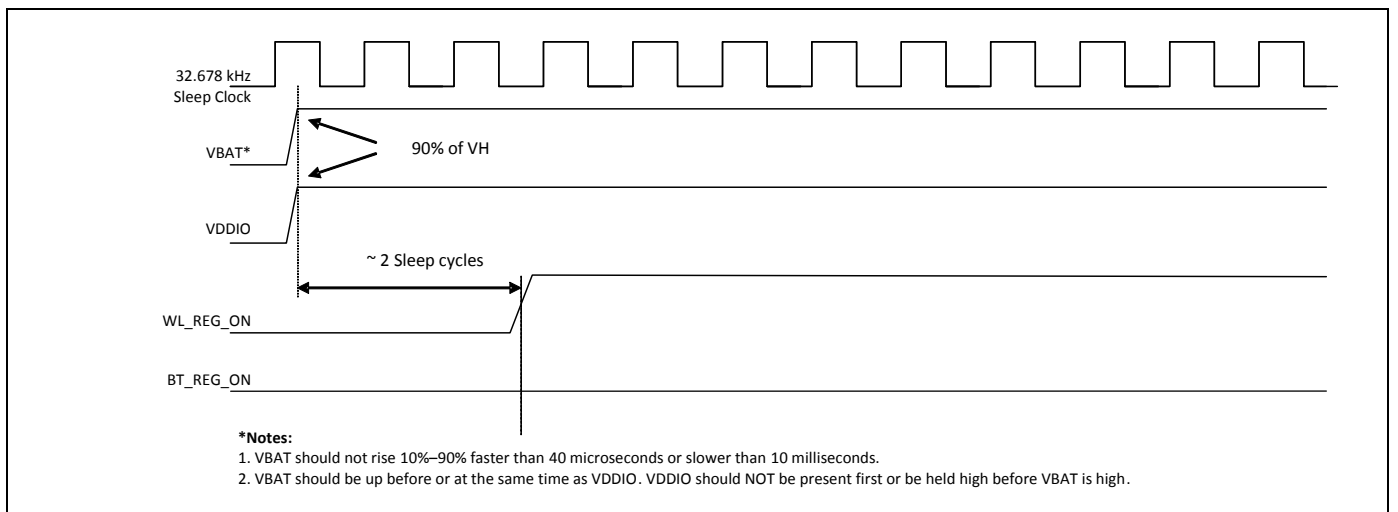 32.678 kHz
Sleep Clock
VBAT*
90% of VH
VDDIO
~ 2 Sleep cycles
WL_REG_ON
BT_REG_ON
*Notes:
1. VBAT should not rise 10%–90% faster than 40 microseconds or slower than 10 milliseconds.
2. VBAT should be up before or at the same time as VDDIO. VDDIO should NOT be present first or be held high before VBAT is high.